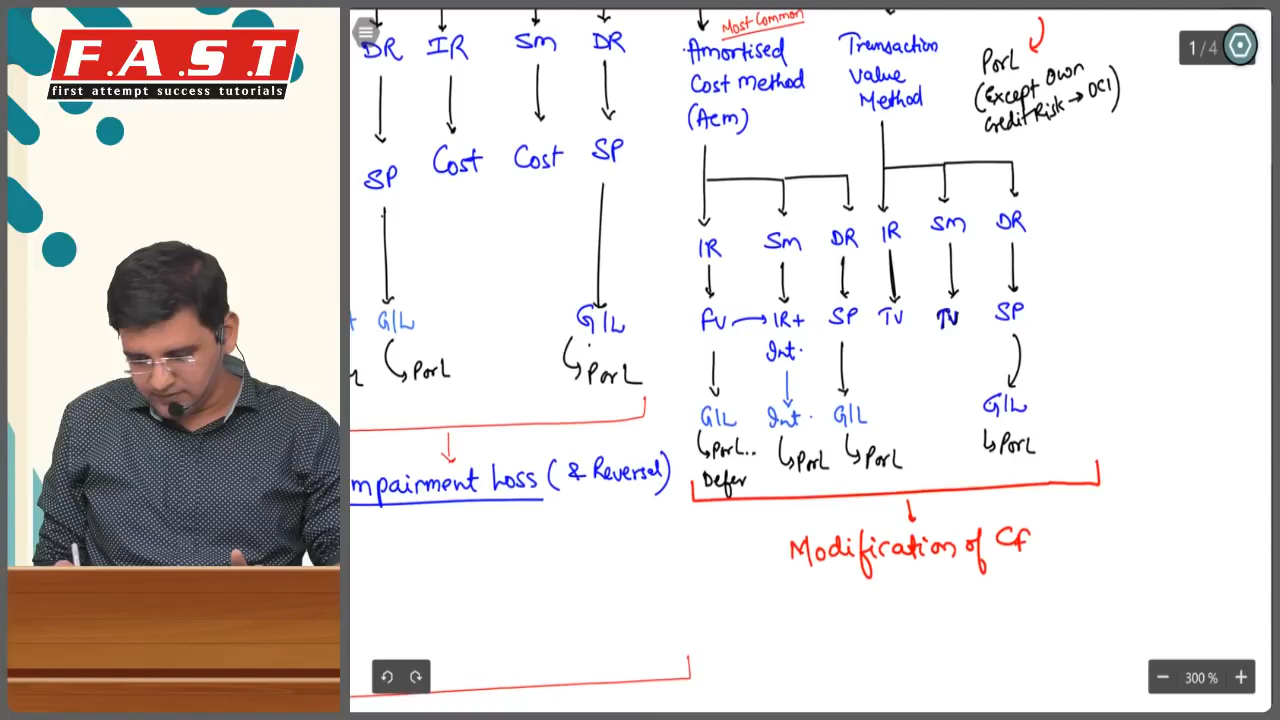 F.A.S.T
first attempt success tutorials
1/4
DR IR Sm DR
SP Cost Cost SP
G/L G/L
PorL PorL
mpairment Loss (& Reversal)
Most Common
Amortised
Cost method
(Acm)
IR Sm DR
FV IR+ SP
Int.
G/L Int. G/L
PorL.. PorL PorL
Defer
Transaction
Value
Method
IR Sm DR
TV TV SP
G/L
PorL
PorL
(Except Own
Credit Risk → OCI)
Modification of CF
300 %